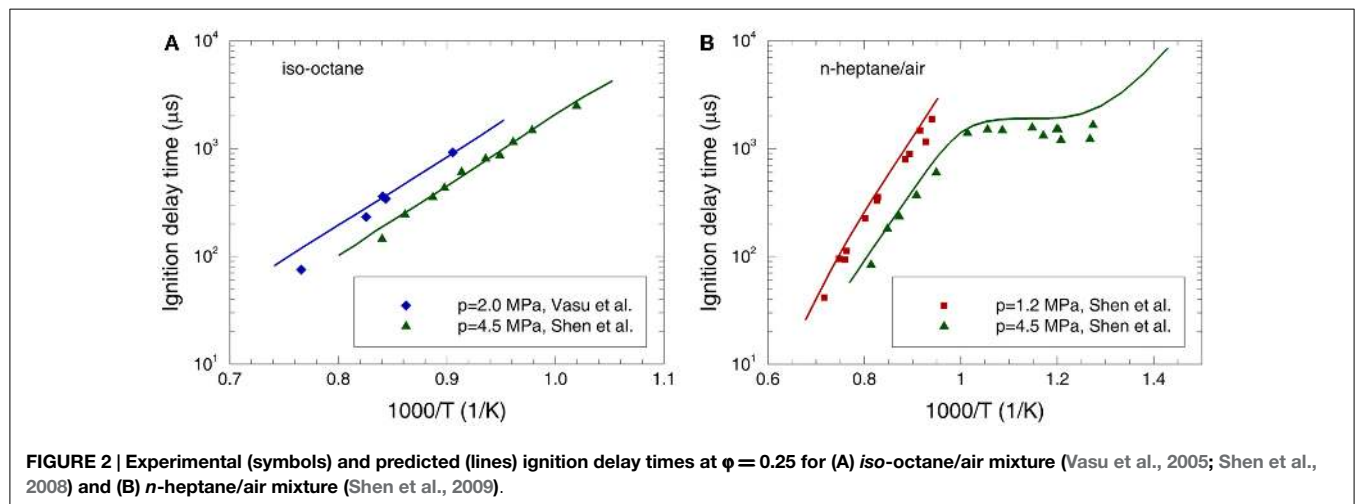 A
B
iso-octane
n-heptane/air
Ignition delay time (μs)
10⁴
10³
10²
10¹
p=2.0 MPa, Vasu et al.
p=4.5 MPa, Shen et al.
0.7 0.8 0.9 1.0 1.1
1000/T (1/K)
Ignition delay time (μs)
10⁴
10³
10²
10¹
p=1.2 MPa, Shen et al.
p=4.5 MPa, Shen et al.
0.6 0.8 1 1.2 1.4
1000/T (1/K)
FIGURE 2 | Experimental (symbols) and predicted (lines) ignition delay times at φ = 0.25 for (A) iso-octane/air mixture (Vasu et al., 2005; Shen et al.,
2008) and (B) n-heptane/air mixture (Shen et al., 2009).